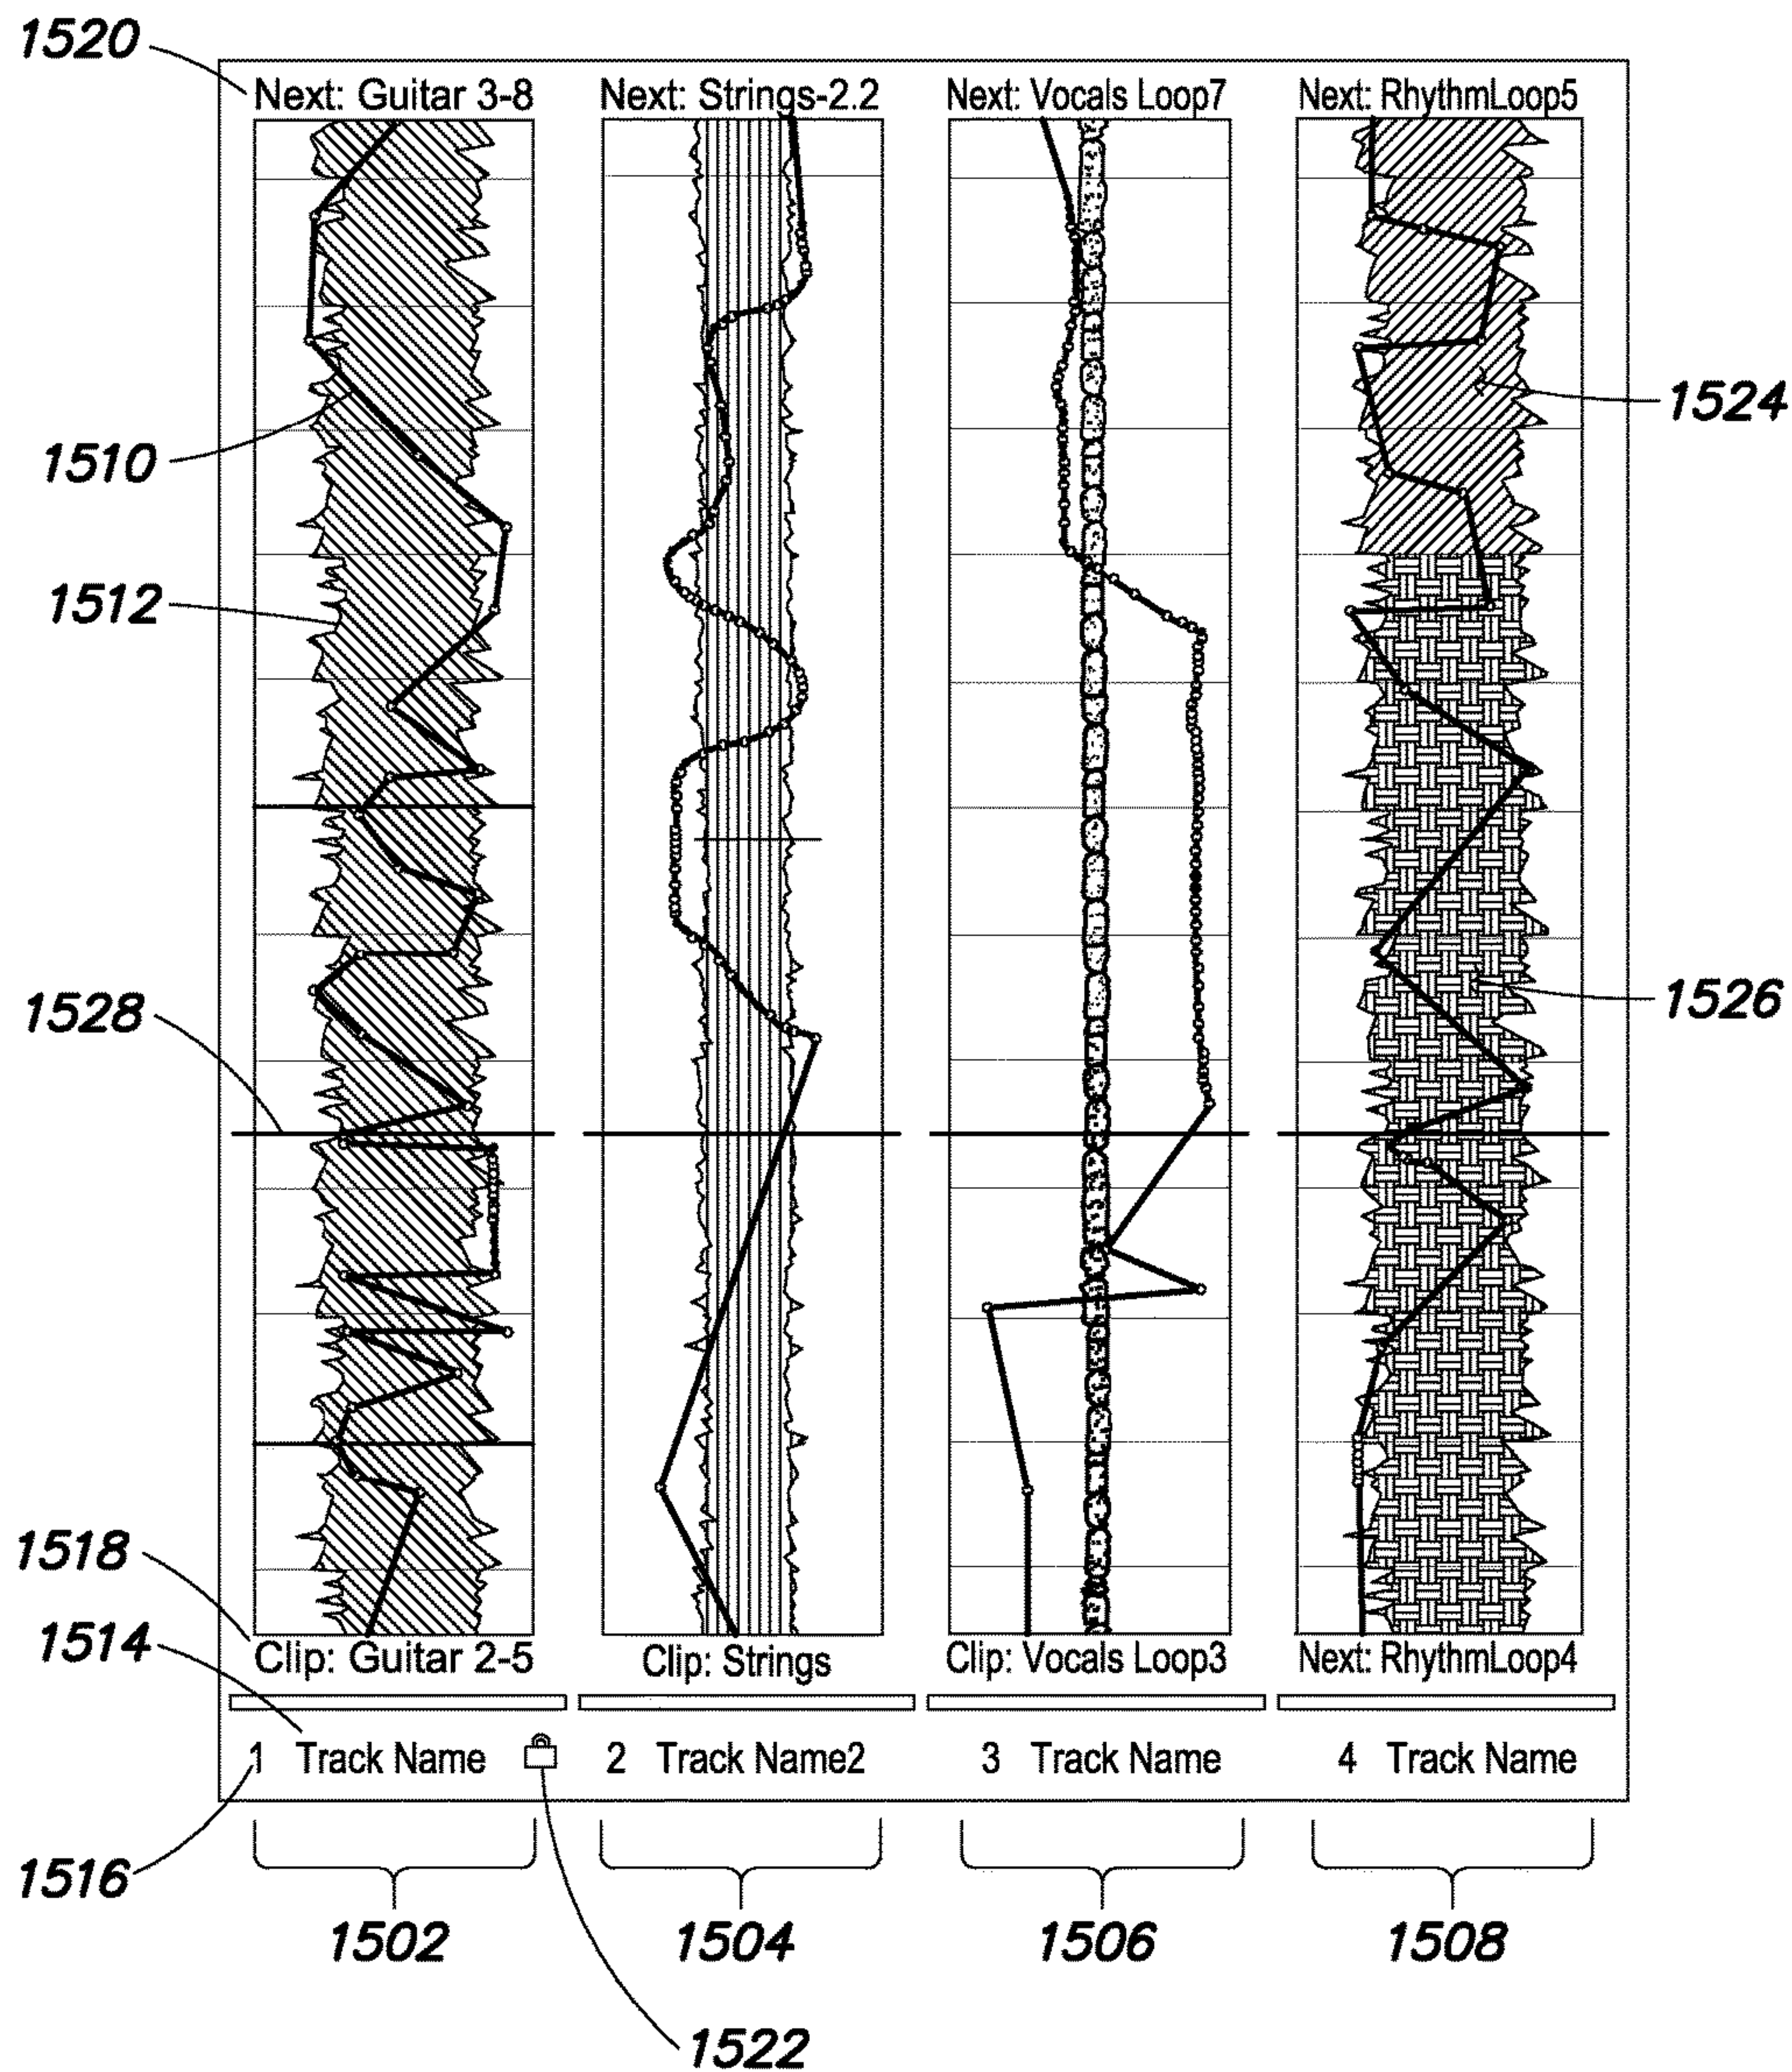 1520
Next: Guitar 3-8 Next: Strings-2.2 Next: Vocals Loop7 Next: RhythmLoop5
1524
1510
1512
1526
1528
1518
Clip: Guitar 2-5 Clip: Strings Clip: Vocals Loop3 Next: RhythmLoop4
1514
1 Track Name 2 Track Name2 3 Track Name 4 Track Name
1516
1502 1504 1506 1508
1522